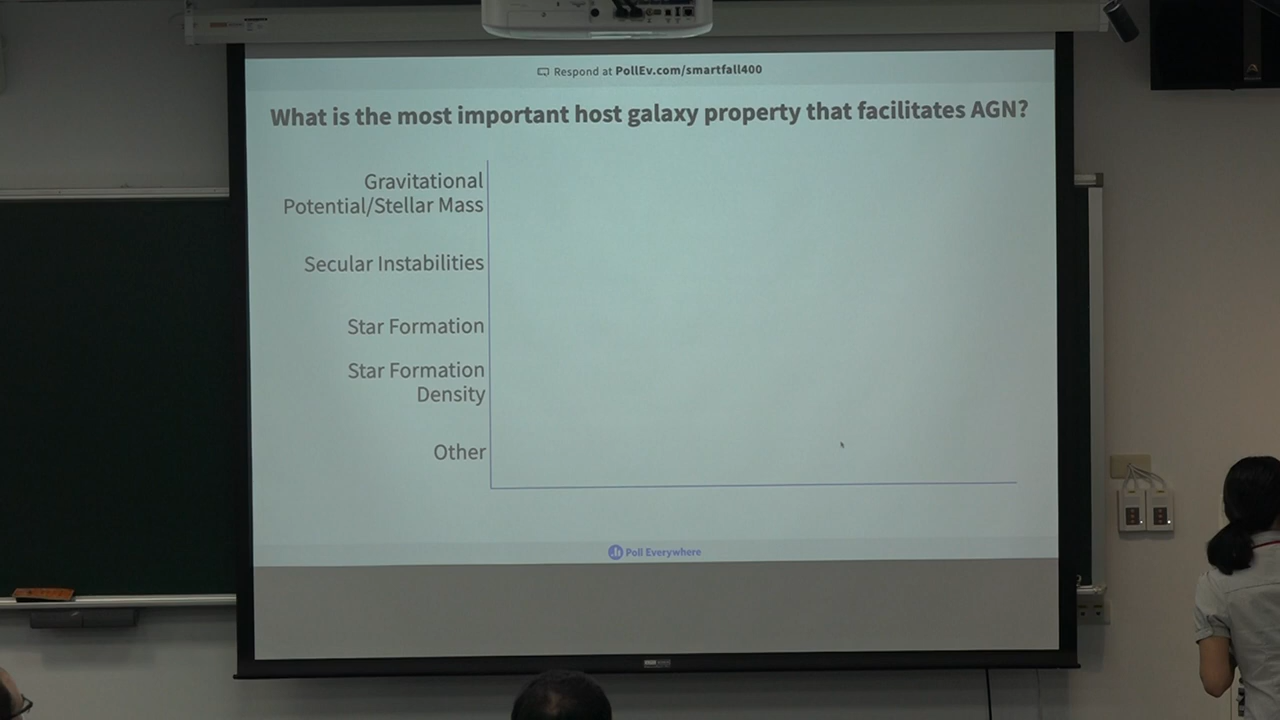 Respond at PollEv.com/smartfall400
What is the most important host galaxy property that facilitates AGN?
Gravitational
Potential/Stellar Mass
Secular Instabilities
Star Formation
Star Formation
Density
Other
Poll Everywhere